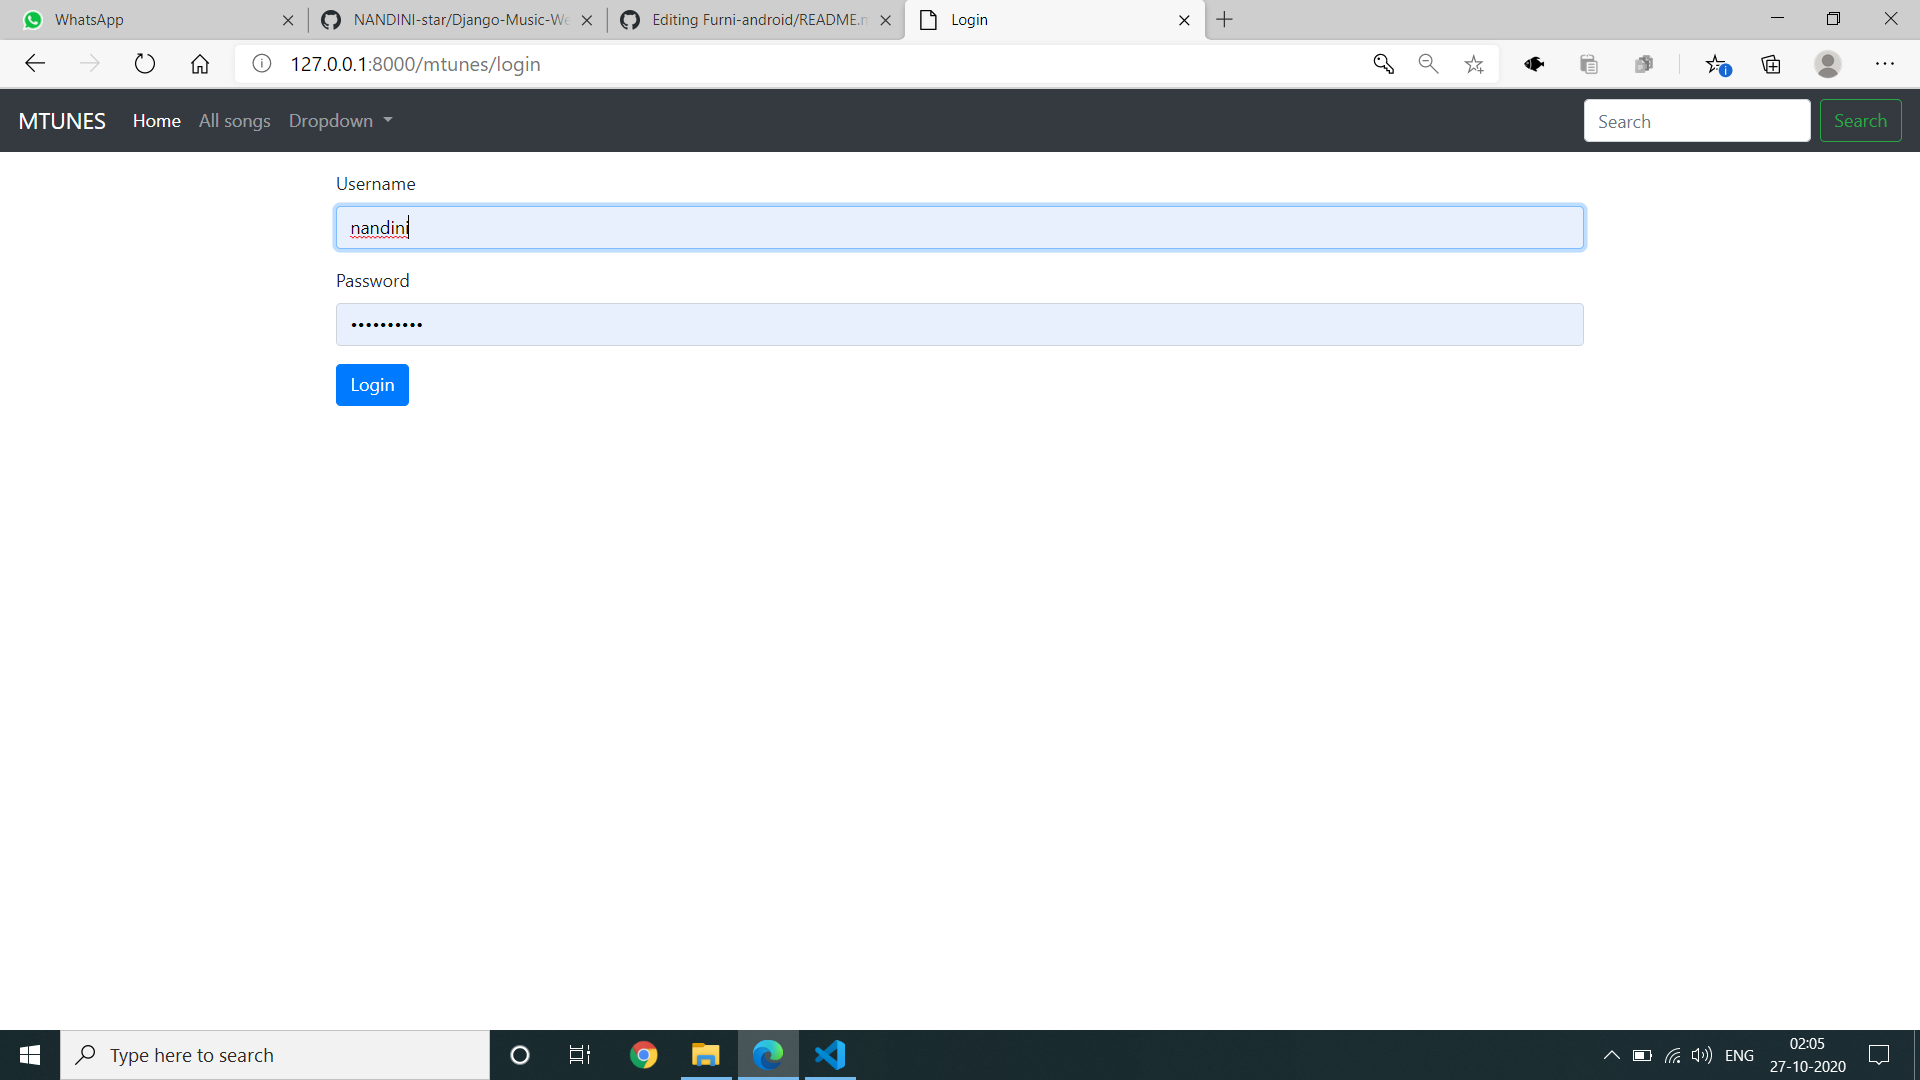 WhatsApp
NANDINI-star/Django-Music-We
Editing Furni-android/README.m
Login
127.0.0.1:8000/mtunes/login
MTUNES Home All songs Dropdown Search Search
Username
nandini
Password
••••••••••
Login
Type here to search
ENG
02:05
27-10-2020